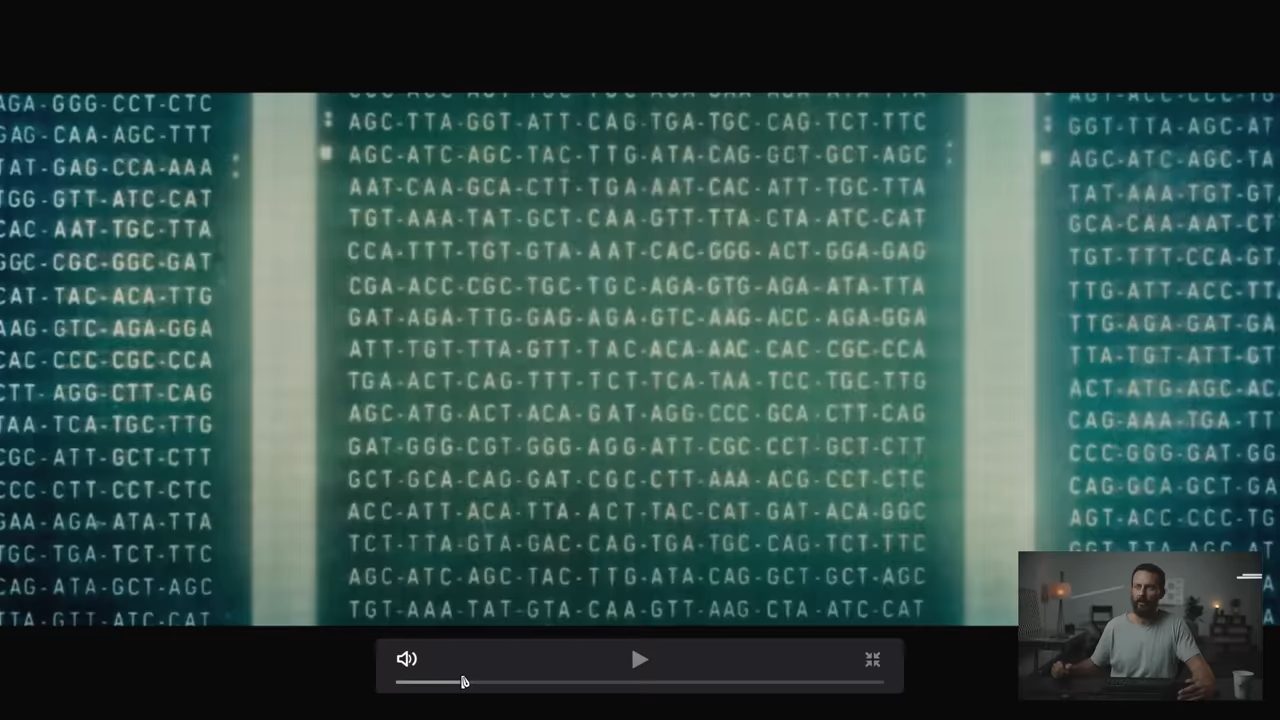 AGA-GGG-CCT-CTC
GAG-CAA-AGC-TTT
TAT-GAG-CCA-AAA
TGG-GTT-ATC-CAT
CAC-AAT-TGC-TTA
GGC-CGC-GGC-GAT
CAT-TAC-ACA-TTG
AAG-GTC-AGA-GGA
CAC-CCC-CGC-CCA
CTT-AGG-CTT-CAG
TAA-TCA-TGC-TTG
CGC-ATT-GCT-CTT
CCC-CTT-CCT-CTC
GAA-AGA-ATA-TTA
TGC-TGA-TCT-TTC
CAG-ATA-GCT-AGC
TTA-GTT-ATC-CAT
AGC-TTA-GGT-ATT-CAG-TGA-TGC-CAG-TCT-TTC
AGC-ATC-AGC-TAC-TTG-ATA-CAG-GCT-GCT-AGC
AAT-CAA-GCA-CTT-TGA-AAT-CAC-ATT-TGC-TTA
TGT-AAA-TAT-GCT-CAA-GTT-TTA-CTA-ATC-CAT
CCA-TTT-TGT-GTA-AAT-CAC-GGG-ACT-GGA-GAG
CGA-ACC-CGC-TGC-TGC-AGA-GTG-AGA-ATA-TTA
GAT-AGA-TTG-GAG-AGA-GTC-AAG-ACC-AGA-GGA
ATT-TGT-TTA-GTT-TAC-ACA-AAC-CAC-CGC-CCA
TGA-ACT-CAG-TTT-TCT-TCA-TAA-TCC-TGC-TTG
AGC-ATG-ACT-ACA-GAT-AGG-CCC-GCA-CTT-CAG
GAT-GGG-CGT-GGG-AGG-ATT-CGC-CCT-GCT-CTT
GCT-GCA-CAG-GAT-CGC-CTT-AAA-ACG-CCT-CTC
ACC-ATT-ACA-TTA-ACT-TAC-CAT-GAT-ACA-GGC
TCT-TTA-GTA-GAC-CAG-TGA-TGC-CAG-TCT-TTC
AGC-ATC-AGC-TAC-TTG-ATA-CAG-GCT-GCT-AGC
TGT-AAA-TAT-GTA-CAA-GTT-AAG-CTA-ATC-CAT
GGT-TTA-AGC-AT
AGC-ATC-AGC-TA
TAT-AAA-TGT-GT
GCA-CAA-AAT-CT
TGT-TTT-CCA-GT
TTG-ATT-ACC-TT
TTG-AGA-GAT-GA
TTA-TGT-ATT-GT
ACT-ATG-AGC-AC
CAG-AAA-TGA-TT
CCC-GGG-GAT-GG
CAG-GCA-GCT-GA
AGT-ACC-CCC-TG